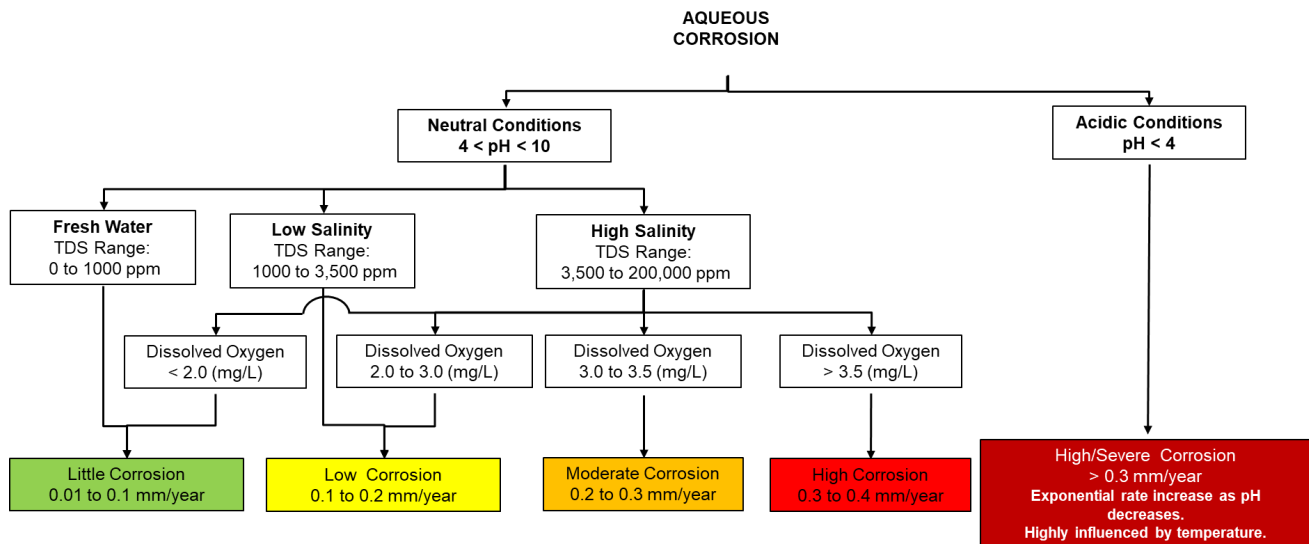 AQUEOUS
CORROSION
Neutral Conditions
4 < pH < 10
Acidic Conditions
pH < 4
Fresh Water
TDS Range:
0 to 1000 ppm
Low Salinity
TDS Range:
1000 to 3,500 ppm
High Salinity
TDS Range:
3,500 to 200,000 ppm
Dissolved Oxygen
< 2.0 (mg/L)
Dissolved Oxygen
2.0 to 3.0 (mg/L)
Dissolved Oxygen
3.0 to 3.5 (mg/L)
Dissolved Oxygen
> 3.5 (mg/L)
Little Corrosion
0.01 to 0.1 mm/year
Low Corrosion
0.1 to 0.2 mm/year
Moderate Corrosion
0.2 to 0.3 mm/year
High Corrosion
0.3 to 0.4 mm/year
High/Severe Corrosion
> 0.3 mm/year
Exponential rate increase as pH
decreases.
Highly influenced by temperature.